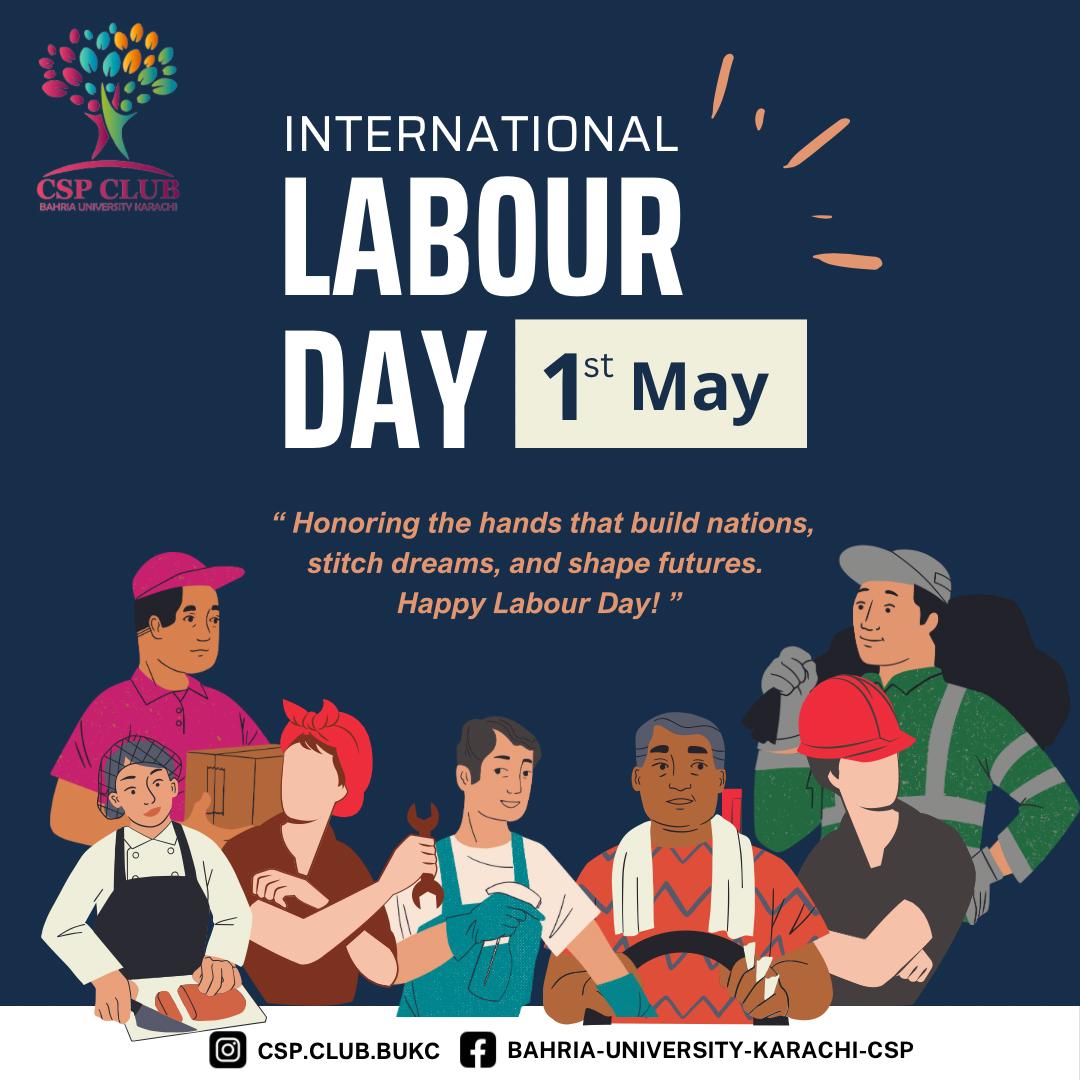 CSP CLUB
BAHRIA UNIVERSITY KARACHI
INTERNATIONAL
LABOUR
DAY
1st May
“ Honoring the hands that build nations,
stitch dreams, and shape futures.
Happy Labour Day! ”
CSP.CLUB.BUKC
BAHRIA-UNIVERSITY-KARACHI-CSP